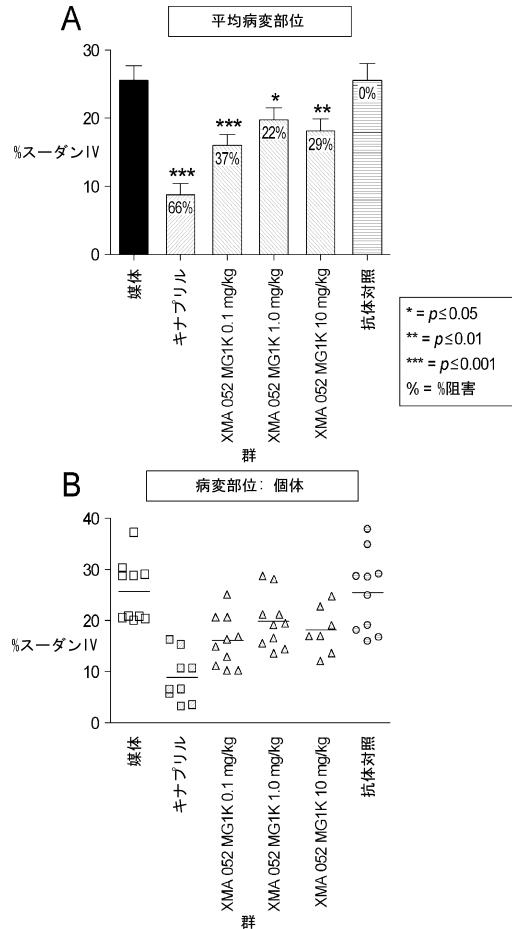 A
平均病変部位
30
20
10
0
%スーダンIV
***
66%
***
37%
*
22%
**
29%
0%
媒体
キナプリル
XMA 052 MG1K 0.1 mg/kg
XMA 052 MG1K 1.0 mg/kg
XMA 052 MG1K 10 mg/kg
抗体対照
群
* = p≤0.05
** = p≤0.01
*** = p≤0.001
% = %阻害
B
病変部位: 個体
40
30
20
10
0
%スーダンIV
媒体
キナプリル
XMA 052 MG1K 0.1 mg/kg
XMA 052 MG1K 1.0 mg/kg
XMA 052 MG1K 10 mg/kg
抗体対照
群